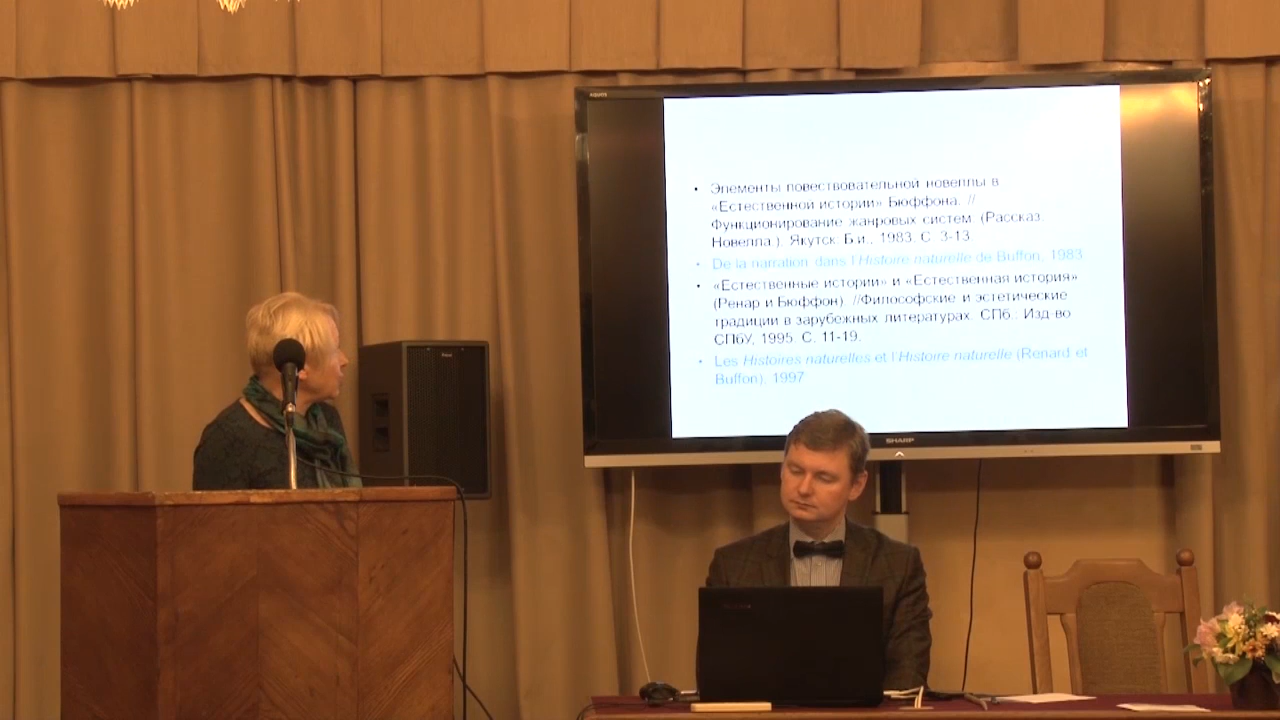 • Элементы повествовательной новеллы в
«Естественной истории» Бюффона. //
Функционирование жанровых систем. (Рассказ.
Новелла.). Якутск: Б.и., 1983. С. 3-13.
• De la narration dans l'Histoire naturelle de Buffon, 1983
• «Естественные истории» и «Естественная история»
(Ренар и Бюффон). //Философские и эстетические
традиции в зарубежных литературах. СПб.: Изд-во
СПбУ, 1995. С. 11-19.
• Les Histoires naturelles et l'Histoire naturelle (Renard et
Buffon), 1997
SHARP